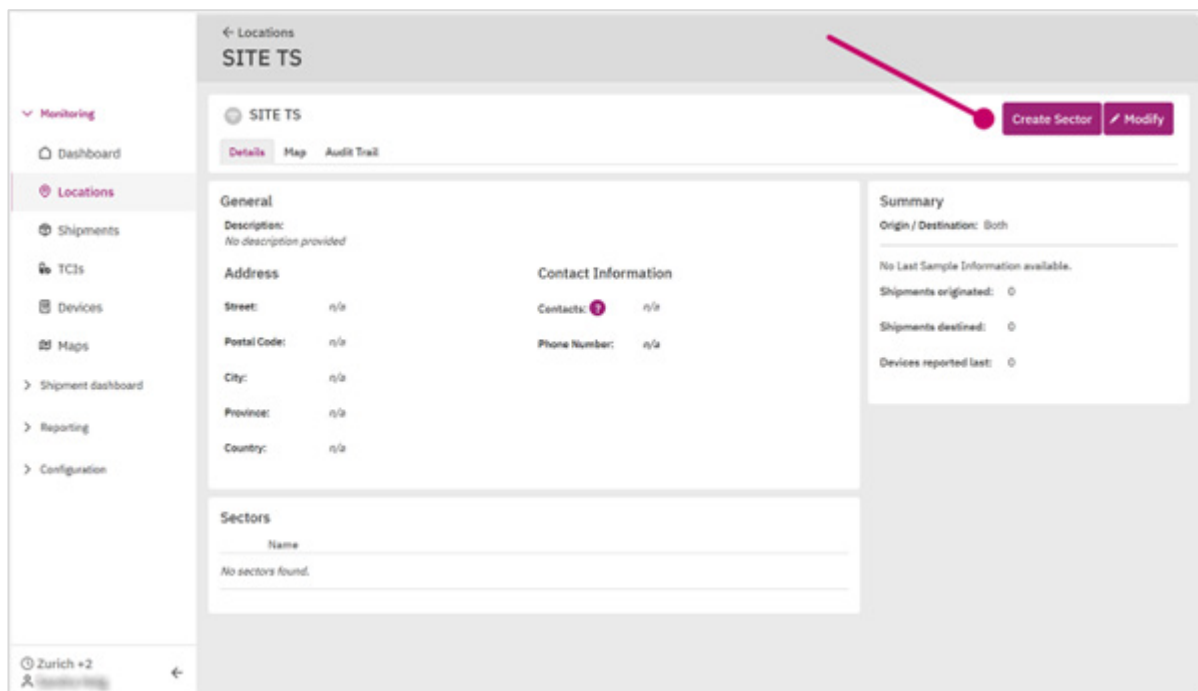 ← Locations
SITE TS
Monitoring
Dashboard
Locations
Shipments
TCIs
Devices
Maps
Shipment dashboard
Reporting
Configuration
Zurich +2
SITE TS
Create Sector
Modify
Details Map Audit Trail
General
Description:
No description provided
Address
Street: n/a
Postal Code: n/a
City: n/a
Province: n/a
Country: n/a
Contact Information
Contacts: ? n/a
Phone Number: n/a
Summary
Origin / Destination: Both
No Last Sample Information available.
Shipments originated: 0
Shipments destined: 0
Devices reported last: 0
Sectors
Name
No sectors found.